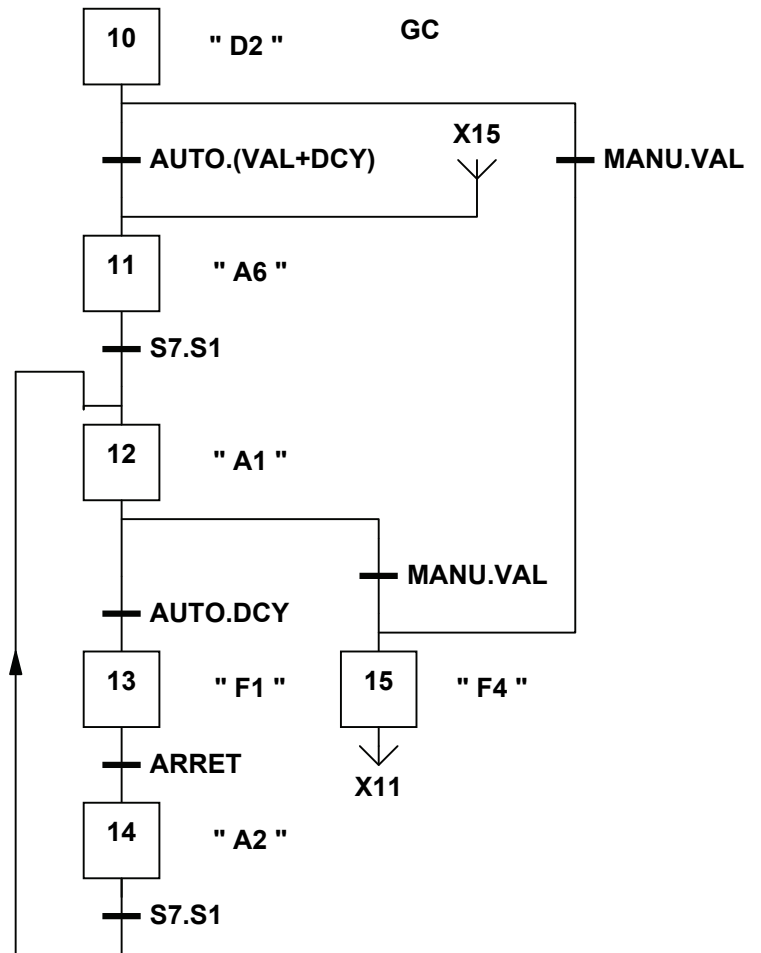 10 " D2 " GC
X15
AUTO.(VAL+DCY) MANU.VAL
11 " A6 "
S7.S1
12 " A1 "
MANU.VAL
AUTO.DCY
13 " F1 " 15 " F4 "
ARRET
X11
14 " A2 "
S7.S1